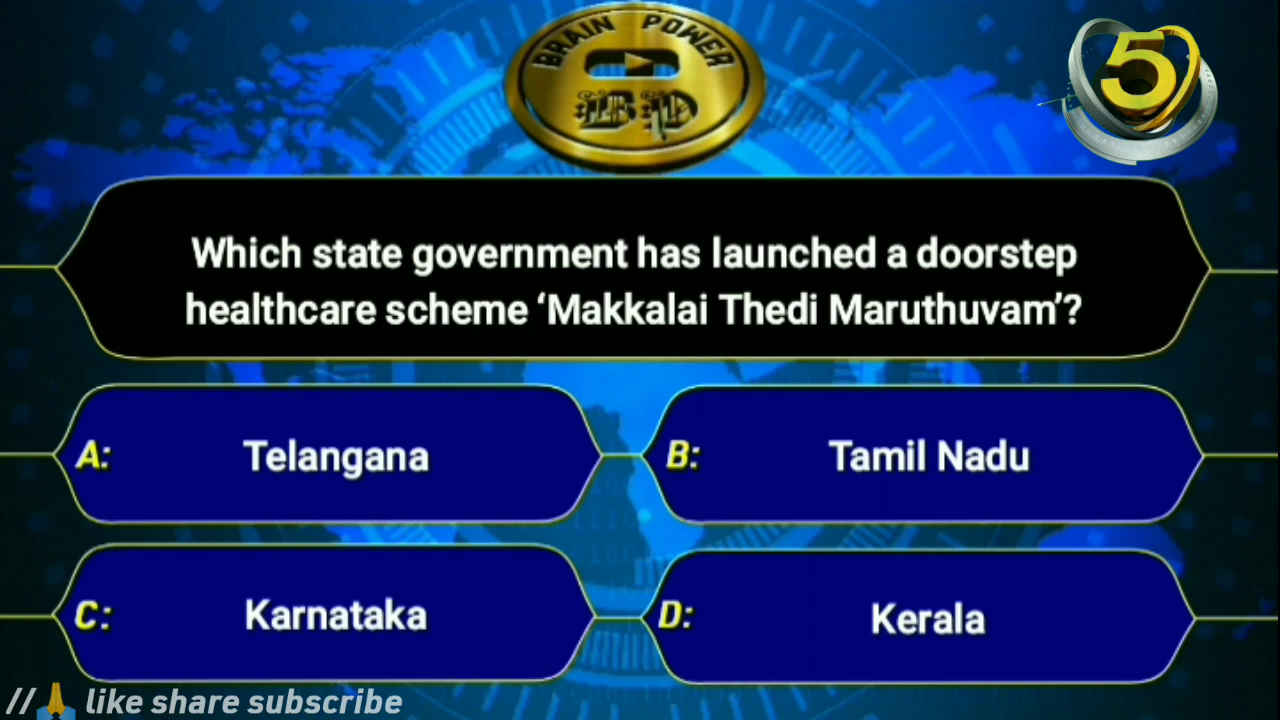 BRAIN POWER
BP
5
Which state government has launched a doorstep
healthcare scheme ‘Makkalai Thedi Maruthuvam’?
A: Telangana
B: Tamil Nadu
C: Karnataka
D: Kerala
// 🙏 like share subscribe